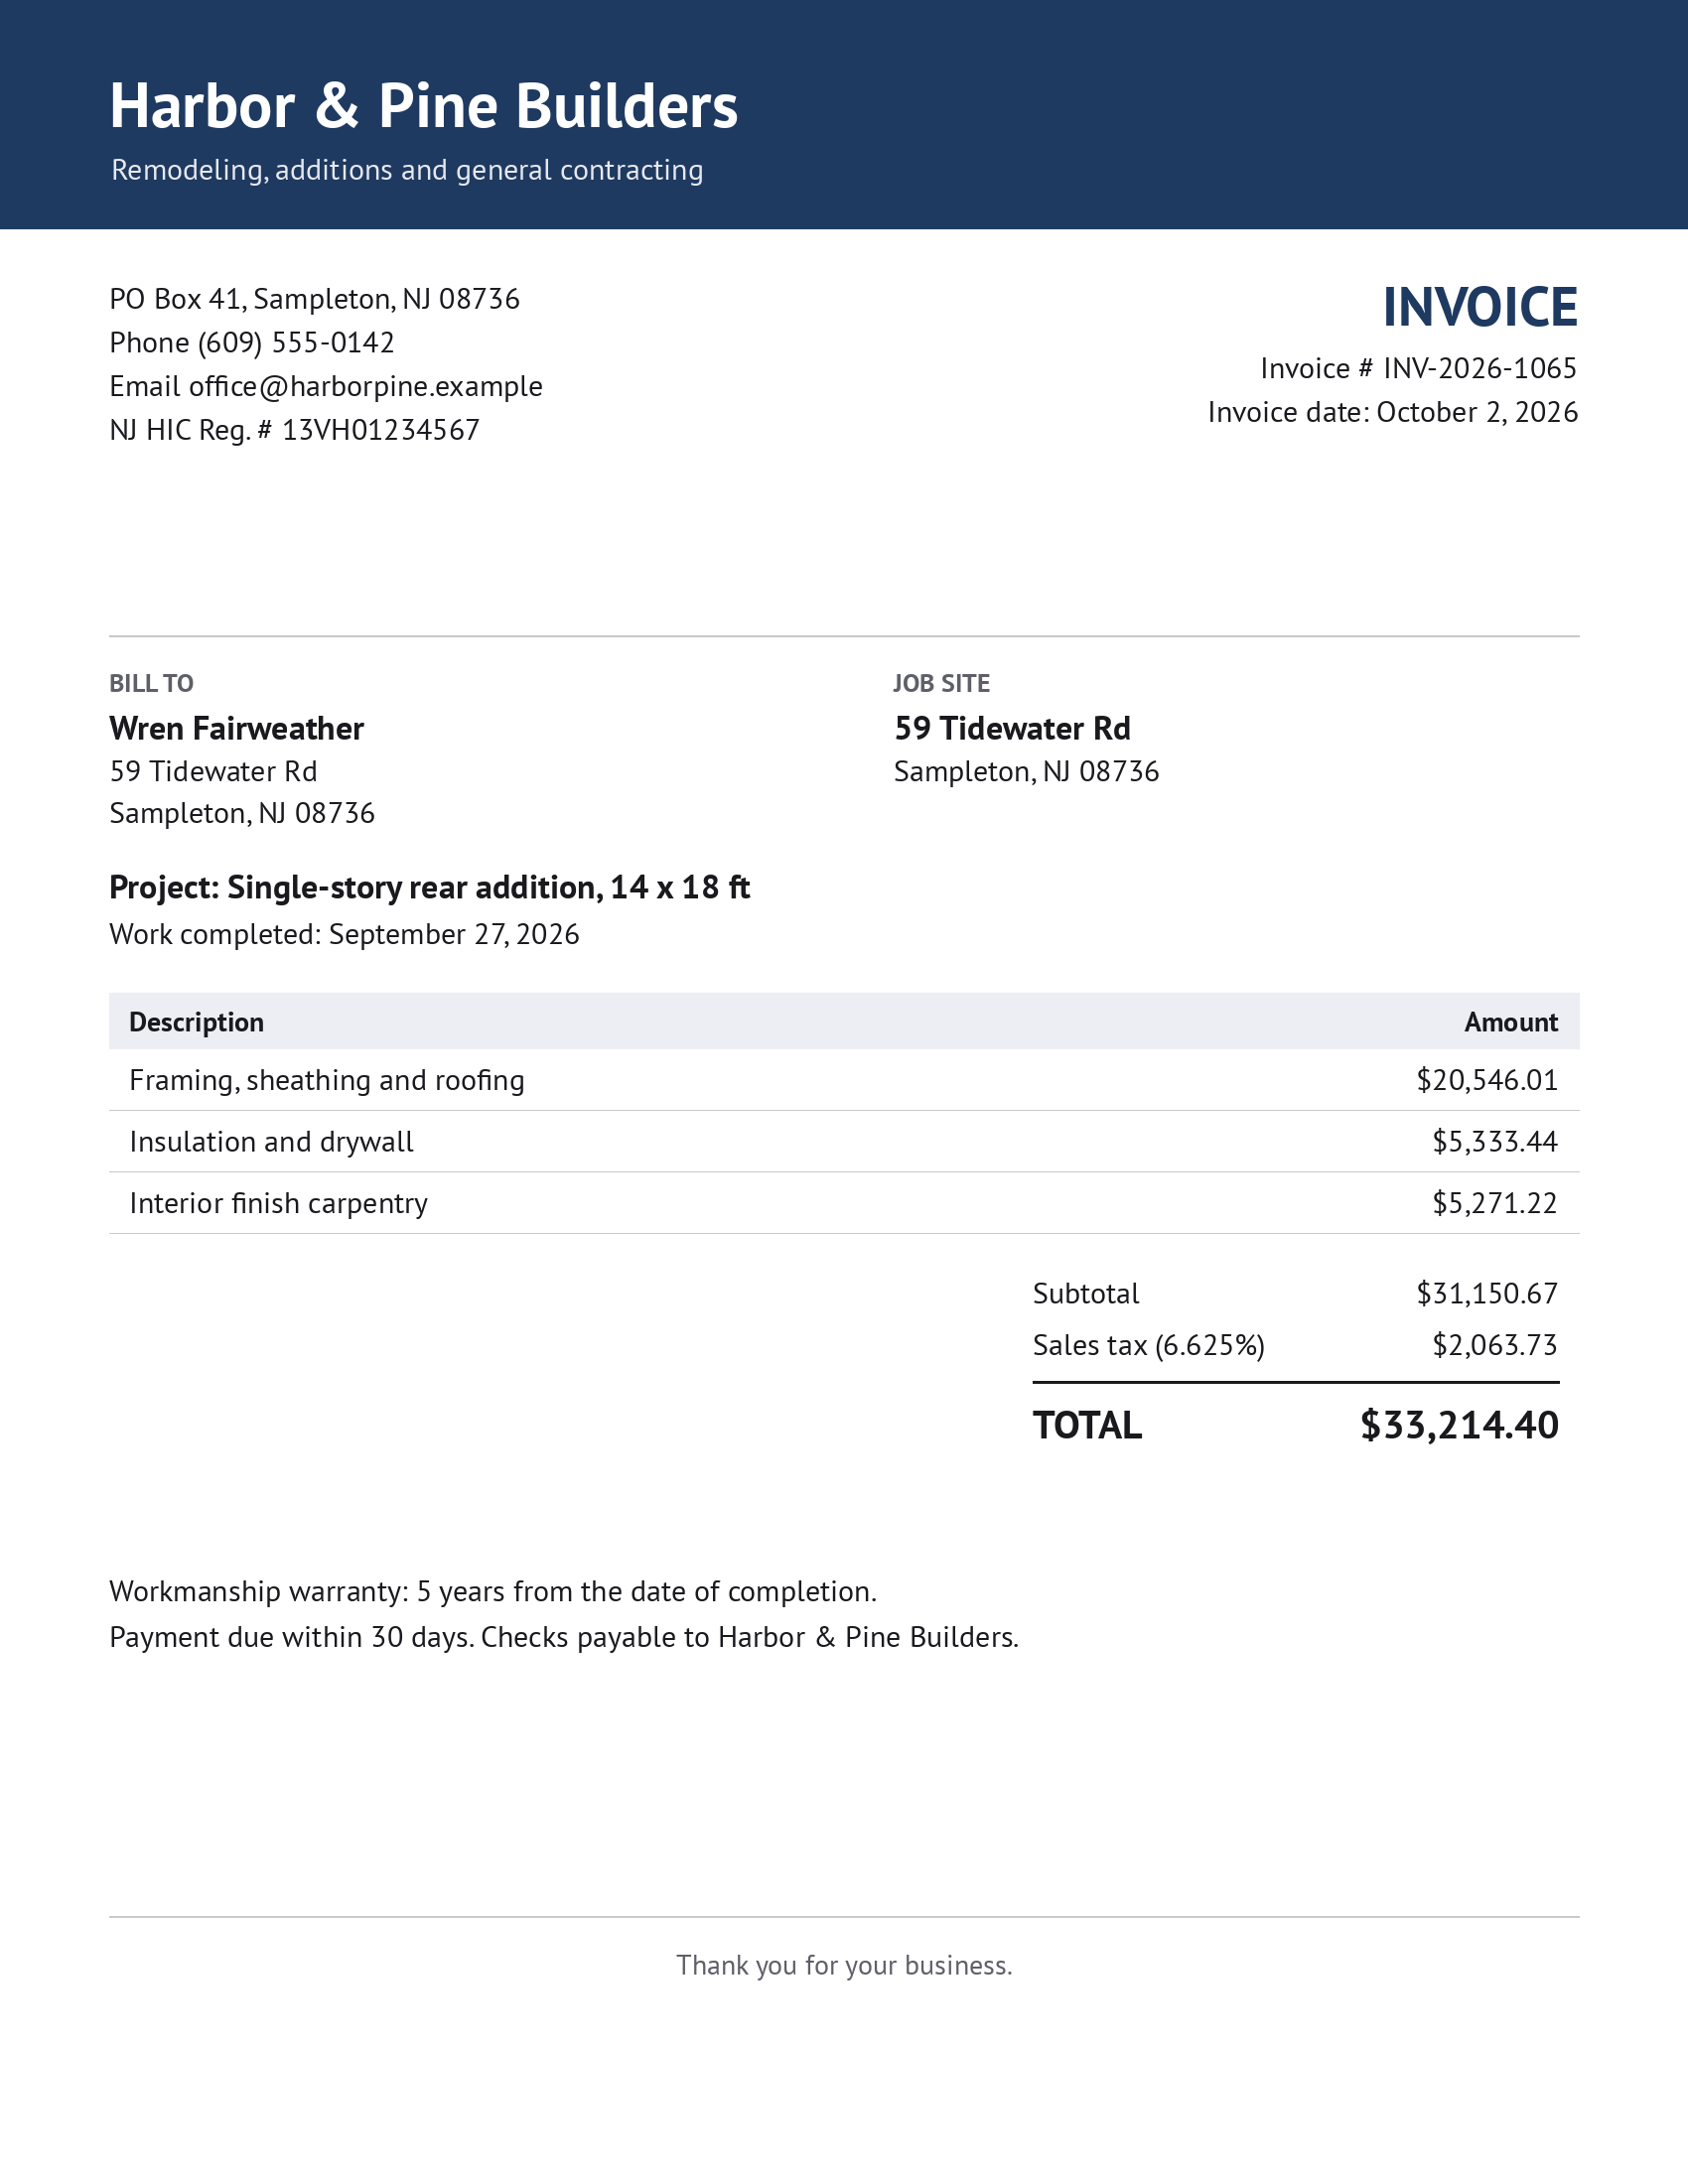 Harbor & Pine Builders
Remodeling, additions and general contracting
PO Box 41, Sampleton, NJ 08736
Phone (609) 555-0142
Email office@harborpine.example
NJ HIC Reg. # 13VH01234567
INVOICE
Invoice # INV-2026-1065
Invoice date: October 2, 2026
BILL TO
Wren Fairweather
59 Tidewater Rd
Sampleton, NJ 08736
JOB SITE
59 Tidewater Rd
Sampleton, NJ 08736
Project: Single-story rear addition, 14 x 18 ft
Work completed: September 27, 2026
Description Amount
Framing, sheathing and roofing $20,546.01
Insulation and drywall $5,333.44
Interior finish carpentry $5,271.22
Subtotal $31,150.67
Sales tax (6.625%) $2,063.73
TOTAL $33,214.40
Workmanship warranty: 5 years from the date of completion.
Payment due within 30 days. Checks payable to Harbor & Pine Builders.
Thank you for your business.